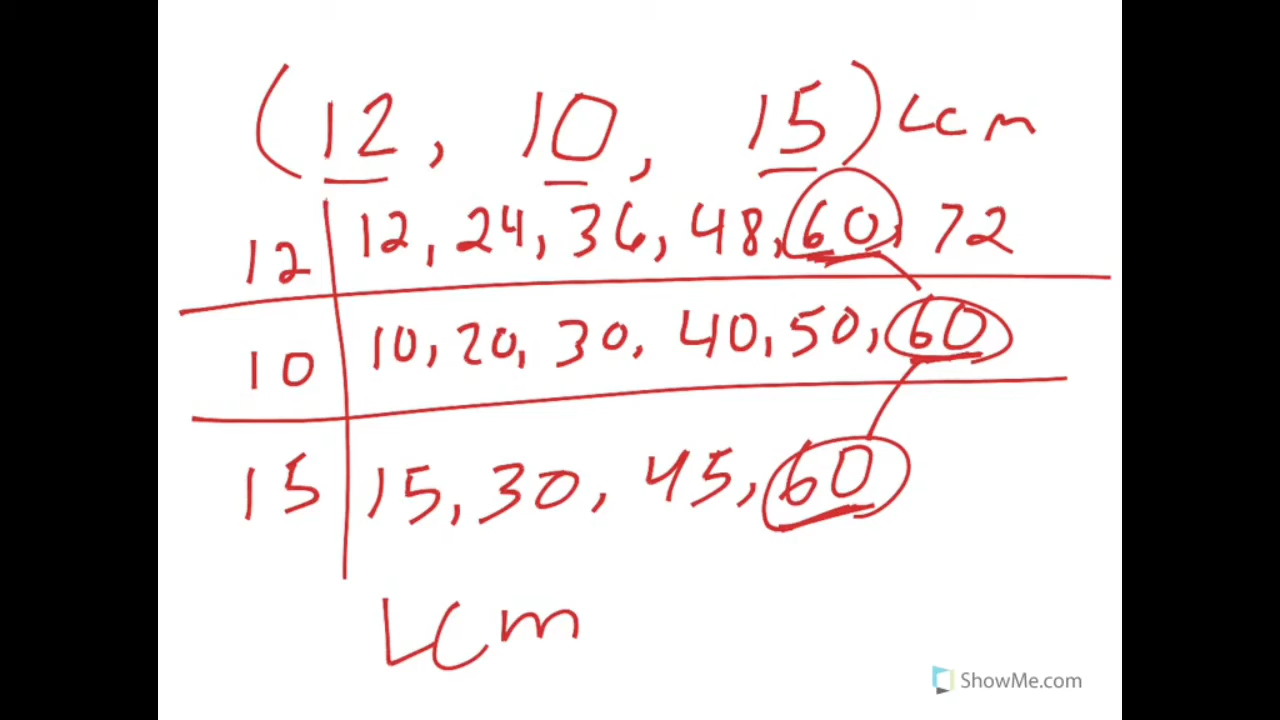 (12, 10, 15) LCM
12 | 12, 24, 36, 48, 60, 72
10 | 10, 20, 30, 40, 50, 60
15 | 15, 30, 45, 60
LCM
ShowMe.com